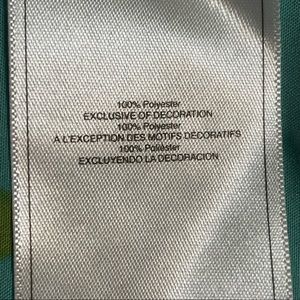 100% Polyester
EXCLUSIVE OF DECORATION
100% Polyester
A L'EXCEPTION DES MOTIFS DÉCORATIFS
100% Poliéster
EXCLUYENDO LA DECORACION